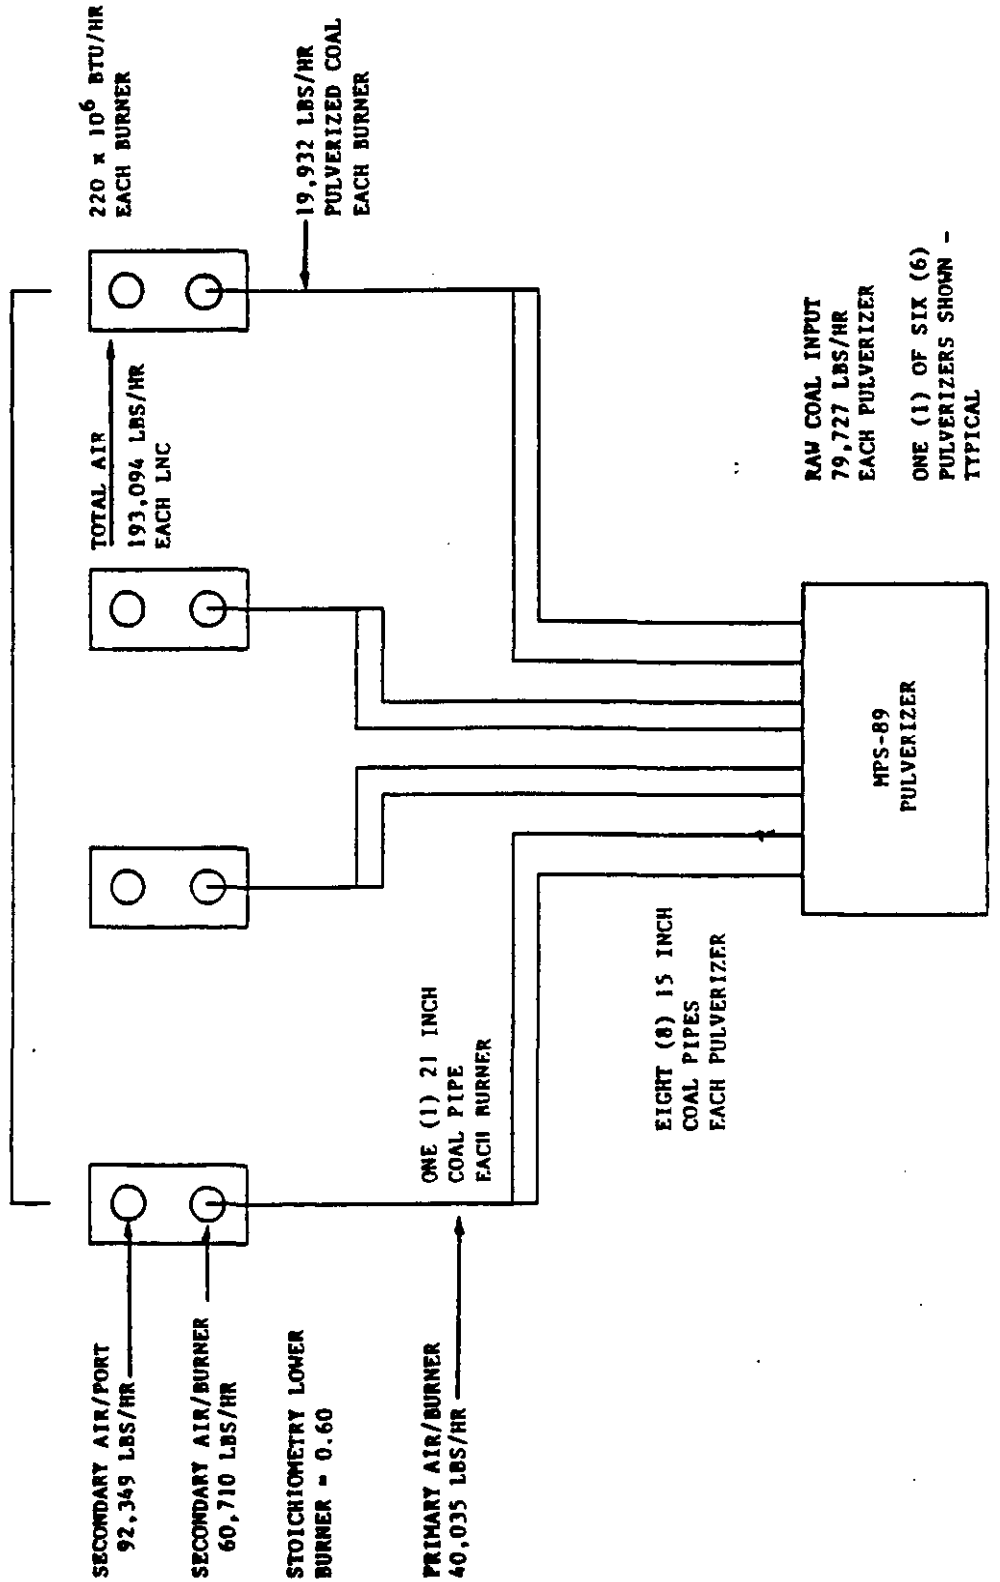 SECONDARY AIR/PORT
92,349 LBS/HR
SECONDARY AIR/BURNER
60,710 LBS/HR
STOICHIOMETRY LOWER
BURNER = 0.60
PRIMARY AIR/BURNER
40,035 LBS/HR
ONE (1) 21 INCH
COAL PIPE
EACH BURNER
EIGHT (8) 15 INCH
COAL PIPES
EACH PULVERIZER
MPS-89
PULVERIZER
TOTAL AIR
193,094 LBS/HR
EACH LNC
220 x 10⁶ BTU/HR
EACH BURNER
19,932 LBS/HR
PULVERIZED COAL
EACH BURNER
RAW COAL INPUT
79,727 LBS/HR
EACH PULVERIZER
ONE (1) OF SIX (6)
PULVERIZERS SHOWN -
TYPICAL